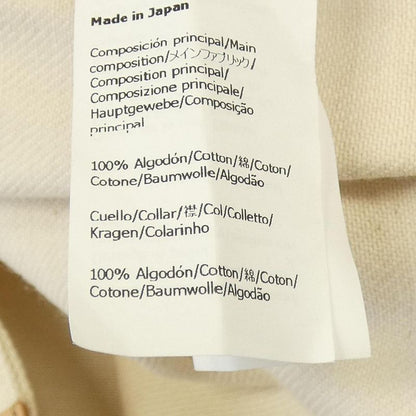 Made in Japan
Composición principal/Main
composition/メインファブリック/
Composition principal/
Composizione principale/
Hauptgewebe/Composição
principal
100% Algodón/Cotton/綿/Coton/
Cotone/Baumwolle/Algodão
Cuello/Collar/襟/Col/Colletto/
Kragen/Colarinho
100% Algodón/Cotton/綿/Coton/
Cotone/Baumwolle/Algodão